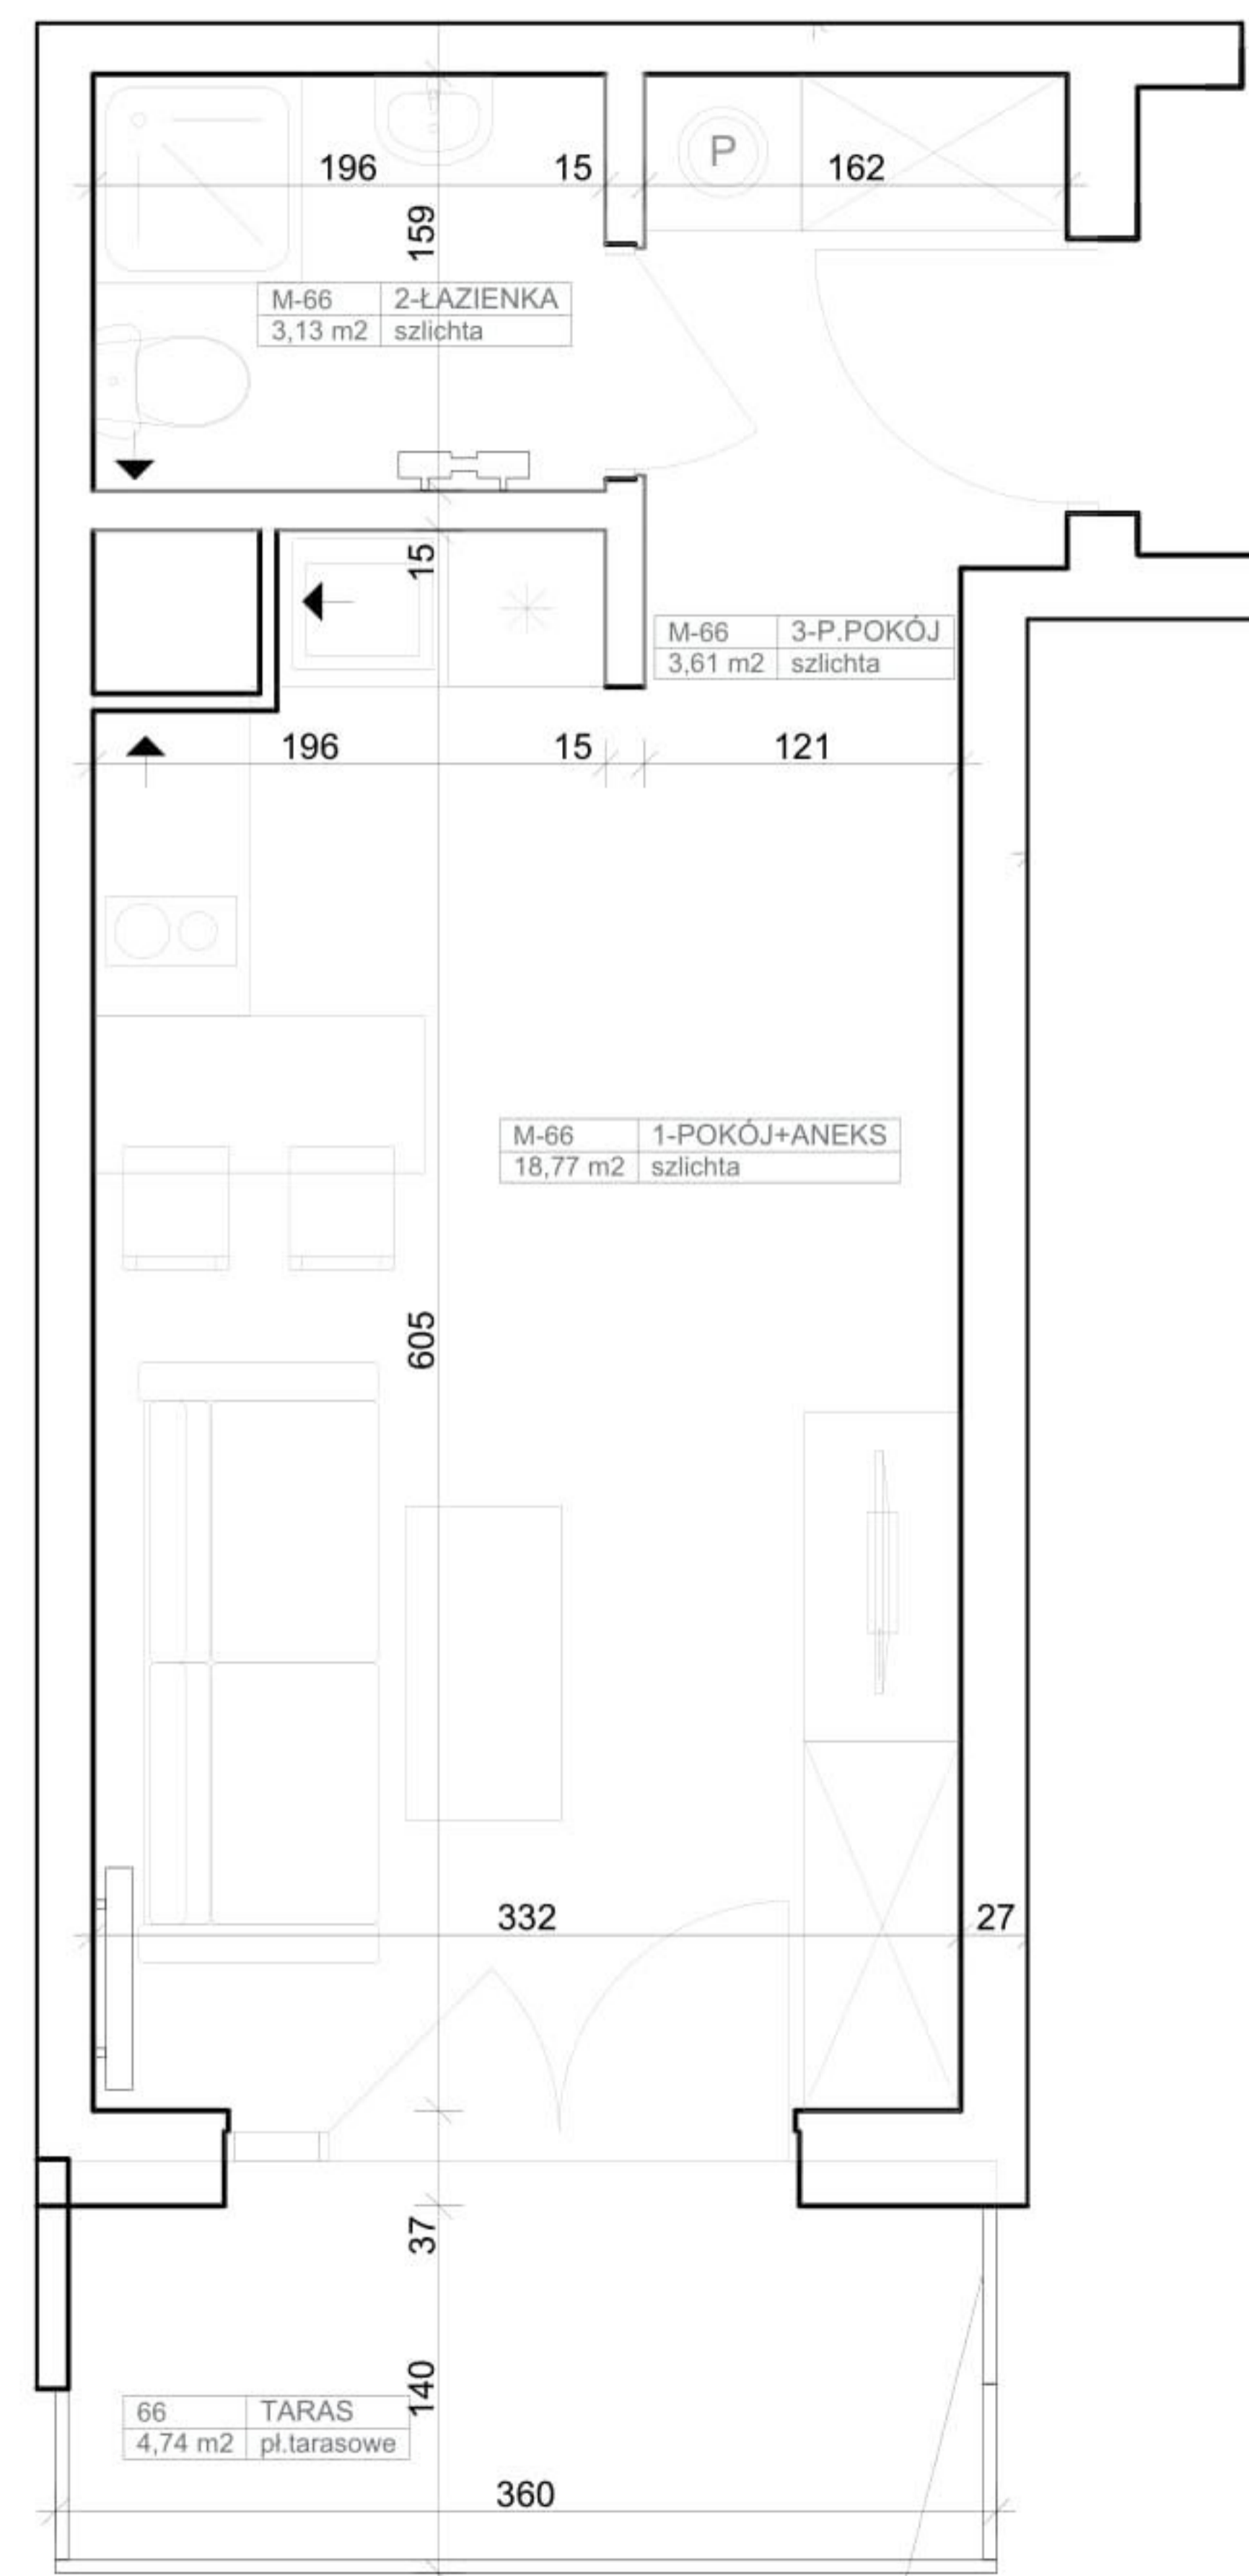 P
196 15 162
159
M-66 2-ŁAZIENKA
3,13 m2 szlichta
15
M-66 3-P.POKÓJ
3,61 m2 szlichta
196 15 121
M-66 1-POKÓJ+ANEKS
18,77 m2 szlichta
605
332 27
37
140
66 TARAS
4,74 m2 pł.tarasowe
360